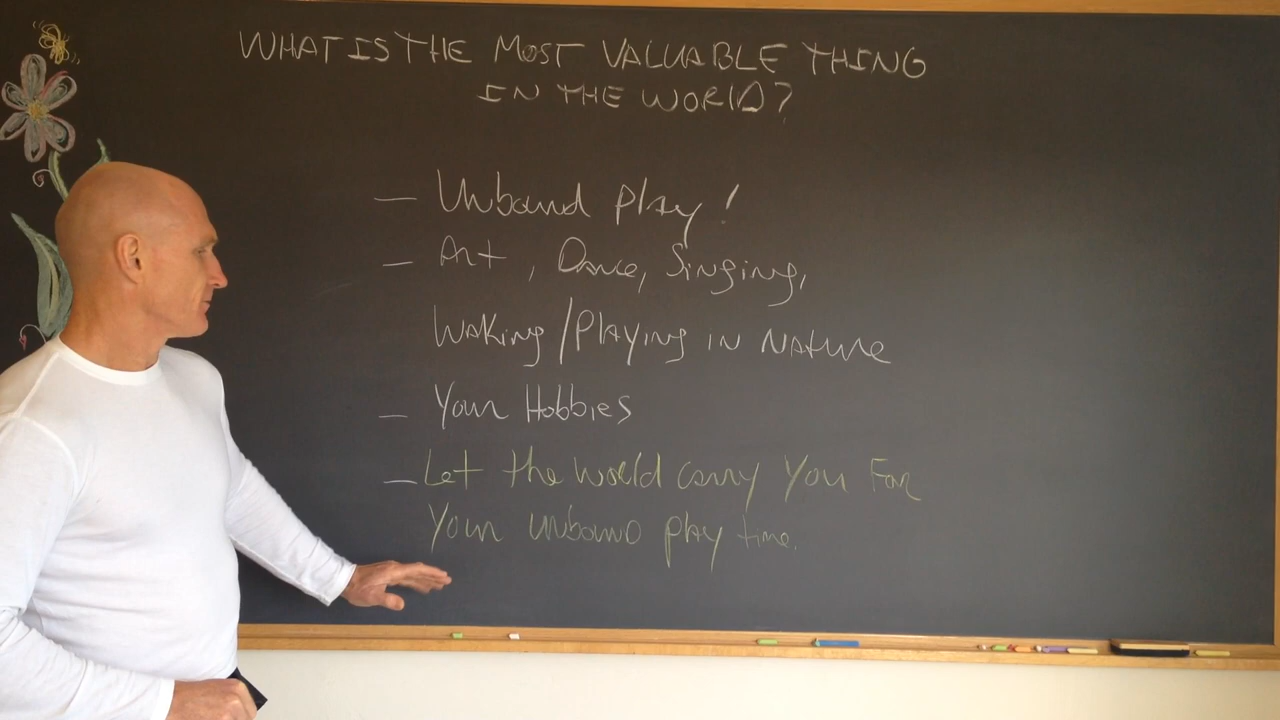 WHAT IS THE MOST VALUABLE THING
IN THE WORLD?
— Unbound Play!
— Art, Dance, Singing,
Waking/Playing in Nature
— Your Hobbies
— Let the world carry You For
Your unbound play time.